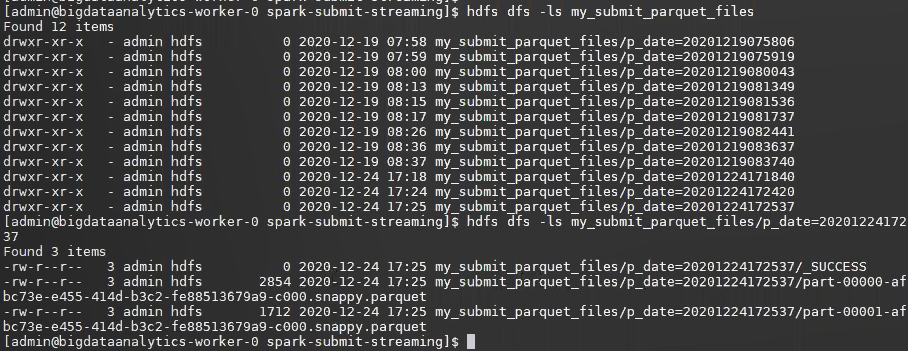 [admin@bigdataanalytics-worker-0 spark-submit-streaming]$ hdfs dfs -ls my_submit_parquet_files
Found 12 items
drwxr-xr-x   - admin hdfs          0 2020-12-19 07:58 my_submit_parquet_files/p_date=20201219075806
drwxr-xr-x   - admin hdfs          0 2020-12-19 07:59 my_submit_parquet_files/p_date=20201219075919
drwxr-xr-x   - admin hdfs          0 2020-12-19 08:00 my_submit_parquet_files/p_date=20201219080043
drwxr-xr-x   - admin hdfs          0 2020-12-19 08:13 my_submit_parquet_files/p_date=20201219081349
drwxr-xr-x   - admin hdfs          0 2020-12-19 08:15 my_submit_parquet_files/p_date=20201219081536
drwxr-xr-x   - admin hdfs          0 2020-12-19 08:17 my_submit_parquet_files/p_date=20201219081737
drwxr-xr-x   - admin hdfs          0 2020-12-19 08:26 my_submit_parquet_files/p_date=20201219082441
drwxr-xr-x   - admin hdfs          0 2020-12-19 08:36 my_submit_parquet_files/p_date=20201219083637
drwxr-xr-x   - admin hdfs          0 2020-12-19 08:37 my_submit_parquet_files/p_date=20201219083740
drwxr-xr-x   - admin hdfs          0 2020-12-24 17:18 my_submit_parquet_files/p_date=20201224171840
drwxr-xr-x   - admin hdfs          0 2020-12-24 17:24 my_submit_parquet_files/p_date=20201224172420
drwxr-xr-x   - admin hdfs          0 2020-12-24 17:25 my_submit_parquet_files/p_date=20201224172537
[admin@bigdataanalytics-worker-0 spark-submit-streaming]$ hdfs dfs -ls my_submit_parquet_files/p_date=202012241725
37
Found 3 items
-rw-r--r--   3 admin hdfs          0 2020-12-24 17:25 my_submit_parquet_files/p_date=20201224172537/_SUCCESS
-rw-r--r--   3 admin hdfs       2854 2020-12-24 17:25 my_submit_parquet_files/p_date=20201224172537/part-00000-af
bc73e-e455-414d-b3c2-fe88513679a9-c000.snappy.parquet
-rw-r--r--   3 admin hdfs       1712 2020-12-24 17:25 my_submit_parquet_files/p_date=20201224172537/part-00001-af
bc73e-e455-414d-b3c2-fe88513679a9-c000.snappy.parquet
[admin@bigdataanalytics-worker-0 spark-submit-streaming]$